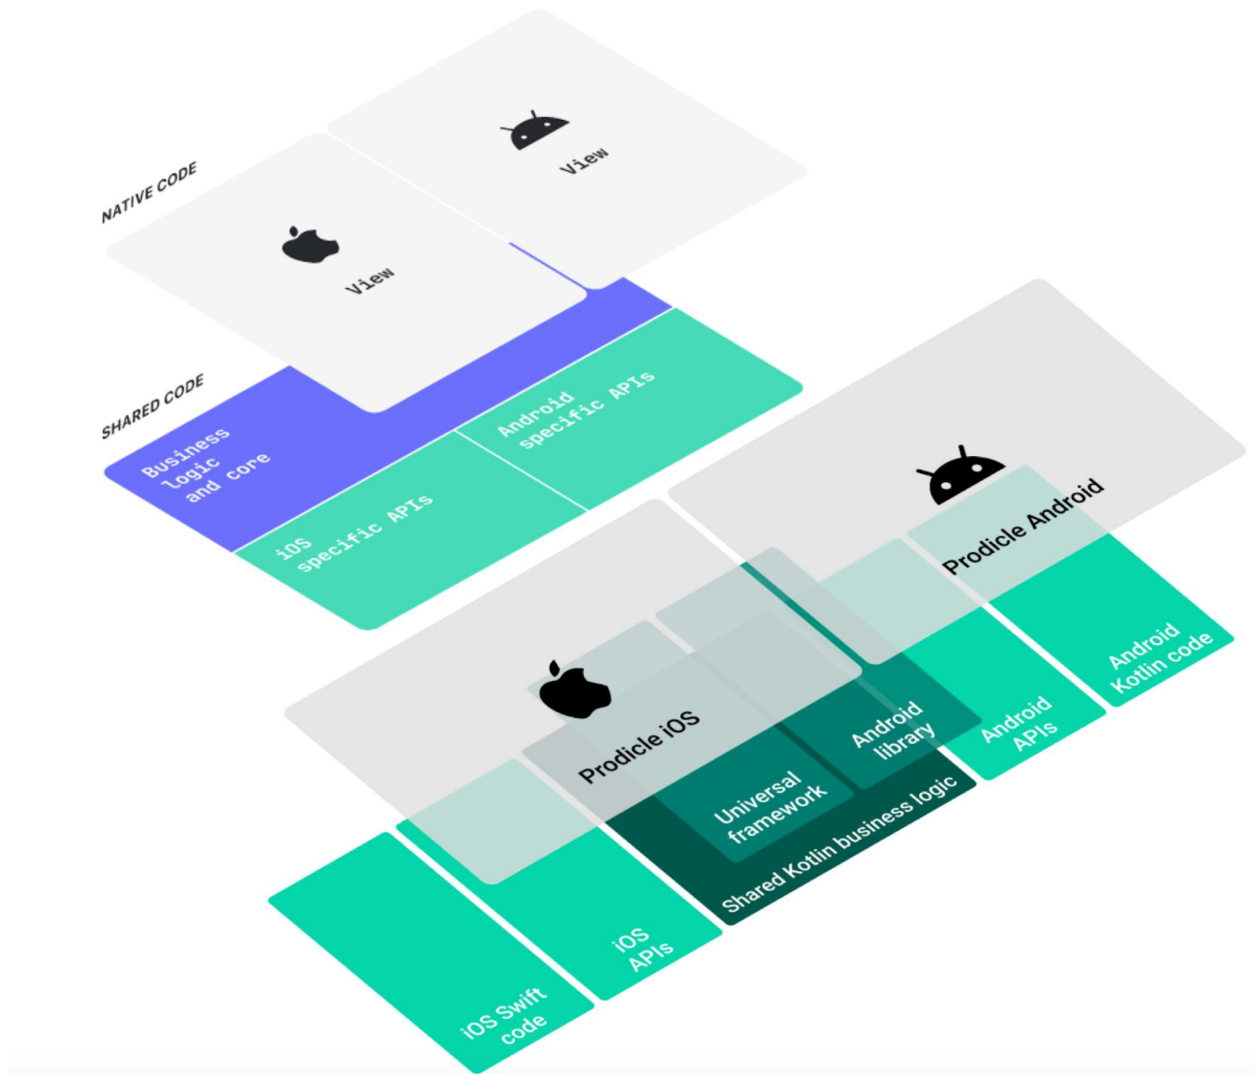 NATIVE CODE
View
View
SHARED CODE
Business
logic
and core
Android
specific APIs
iOS
specific APIs
Prodicle Android
Prodicle iOS
Android
Kotlin code
Android
APIs
Android
library
Universal
framework
Shared Kotlin business logic
iOS
APIs
iOS Swift
code